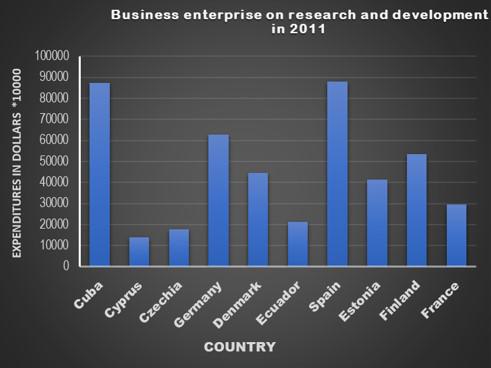 Business enterprise on research and development
in 2011
EXPENDITURES IN DOLLARS *10000
100000
90000
80000
70000
60000
50000
40000
30000
20000
10000
0
Cuba
Cyprus
Czechia
Germany
Denmark
Ecuador
Spain
Estonia
Finland
France
COUNTRY